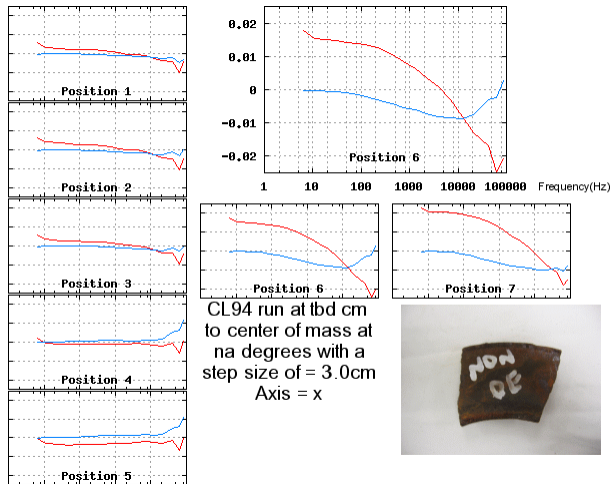 Position 1
Position 2
Position 3
Position 4
Position 5
0.02
0.01
0
-0.01
-0.02
Position 6
1 10 100 1000 10000 100000 Frequency(Hz)
Position 6
Position 7
CL94 run at tbd cm
to center of mass at
na degrees with a
step size of = 3.0cm
Axis = x
NON
OE